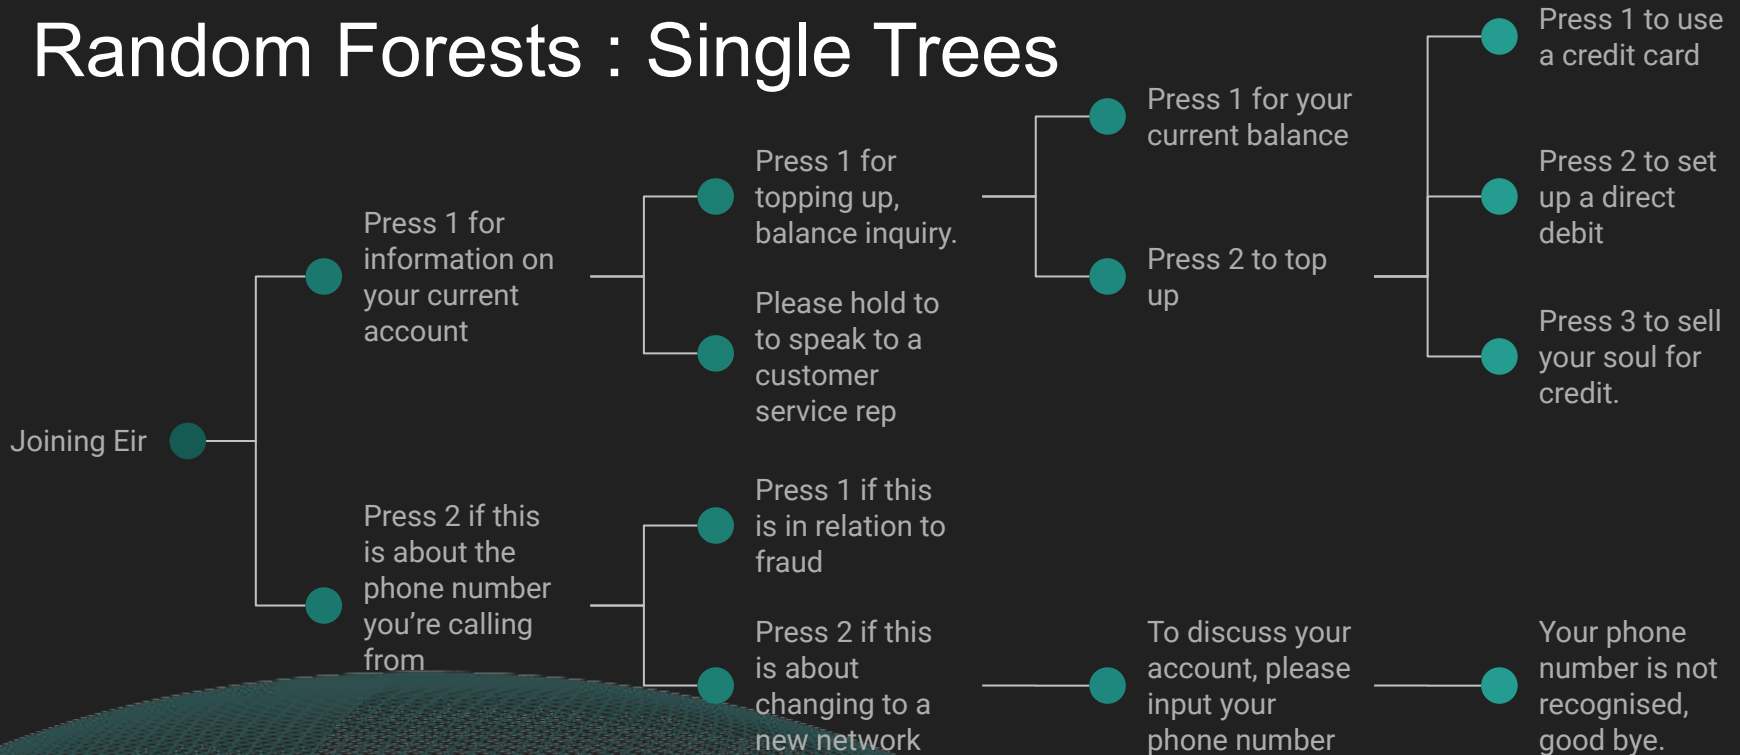 Random Forests : Single Trees
Joining Eir
Press 1 for
information on
your current
account
Press 2 if this
is about the
phone number
you're calling
from
Press 1 for
topping up,
balance inquiry.
Please hold to
to speak to a
customer
service rep
Press 1 if this
is in relation to
fraud
Press 2 if this
is about
changing to a
new network
Press 1 for your
current balance
Press 2 to top
up
To discuss your
account, please
input your
phone number
Press 1 to use
a credit card
Press 2 to set
up a direct
debit
Press 3 to sell
your soul for
credit.
Your phone
number is not
recognised,
good bye.